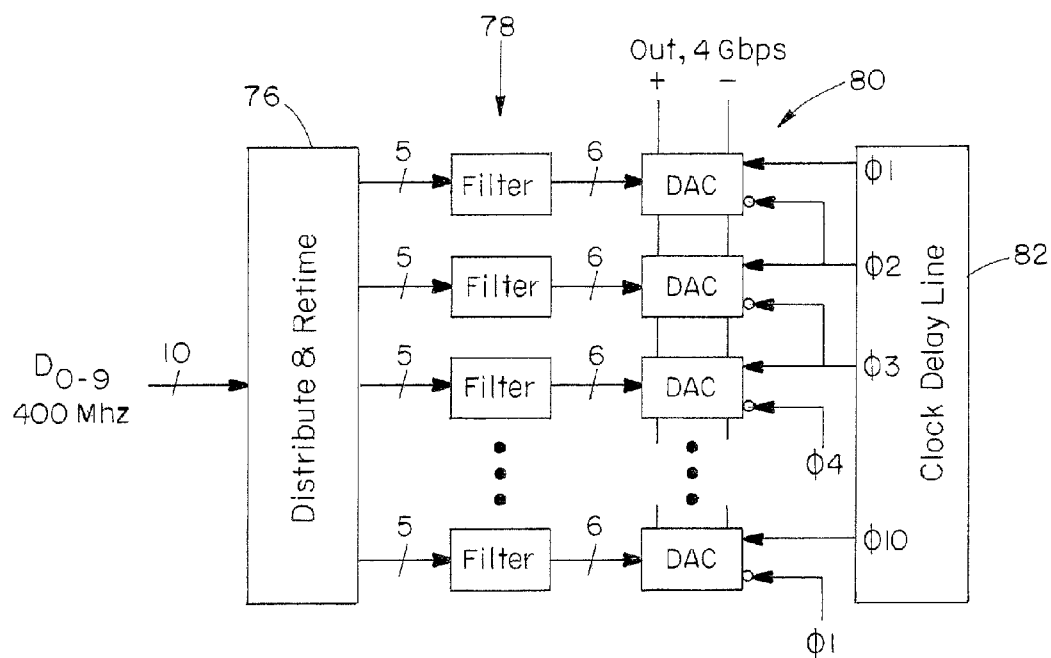 78
Out, 4 Gbps
+ −
80
76
5 Filter 6 DAC ϕ1
5 Filter 6 DAC ϕ2
82
D0-9
400 Mhz
10
Distribute & Retime
5 Filter 6 DAC ϕ3
ϕ4
Clock Delay Line
5 Filter 6 DAC ϕ10
ϕ1